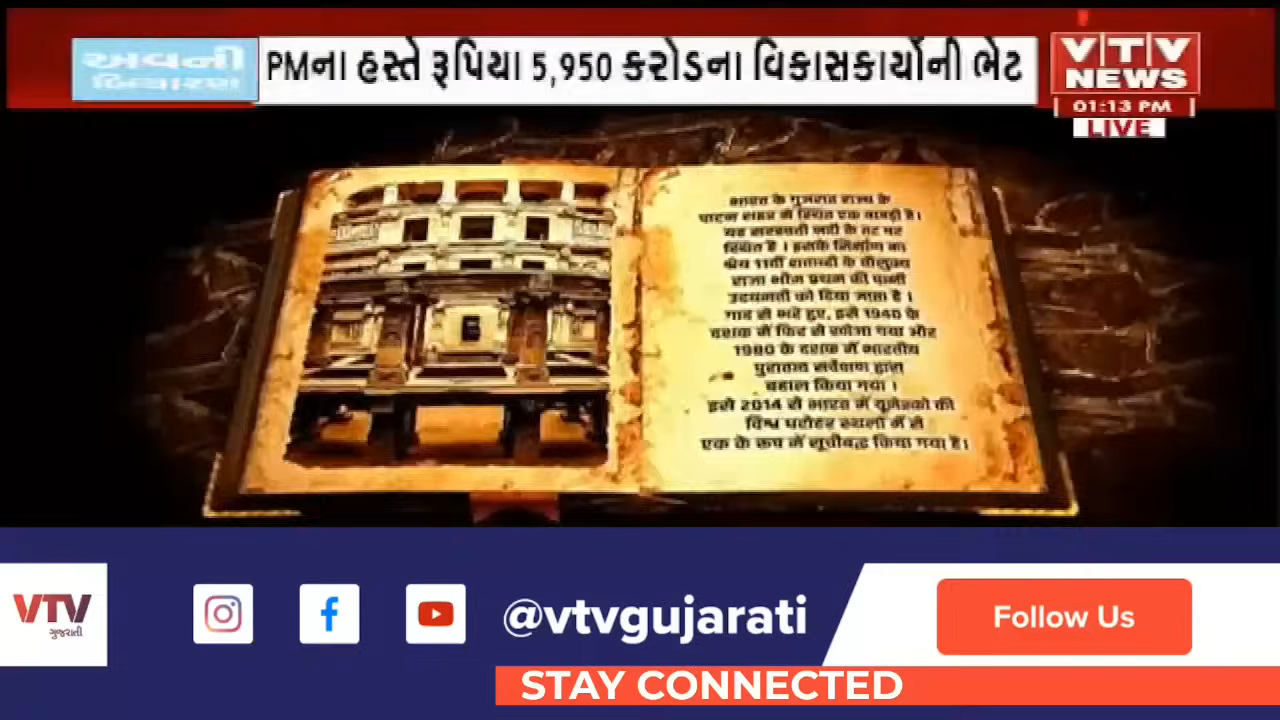 અવની
PMના હસ્તે રૂપિયા 5,950 કરોડના વિકાસકાર્યોની ભેટ
VTV
NEWS
01:13 PM
LIVE
भारत के गुजरात राज्य के
पाटन शहर में स्थित एक बावड़ी है।
यह सरस्वती नदी के तट पर
स्थित है । इसके निर्माण का
श्रेय 11वीं शताब्दी के चौलुक्य
राजा भीम प्रथम की पत्नी
उदयमती को दिया जाता है ।
गाद से भरे हुए, इसे 1940 के
दशक में फिर से खोजा गया और
1980 के दशक में भारतीय
पुरातत्व सर्वेक्षण द्वारा
बहाल किया गया ।
इसे 2014 से भारत में यूनेस्को की
विश्व धरोहर स्थलों में से
एक के रूप में सूचीबद्ध किया गया है।
VTV
ગુજરાતી
@vtvgujarati
Follow Us
STAY CONNECTED